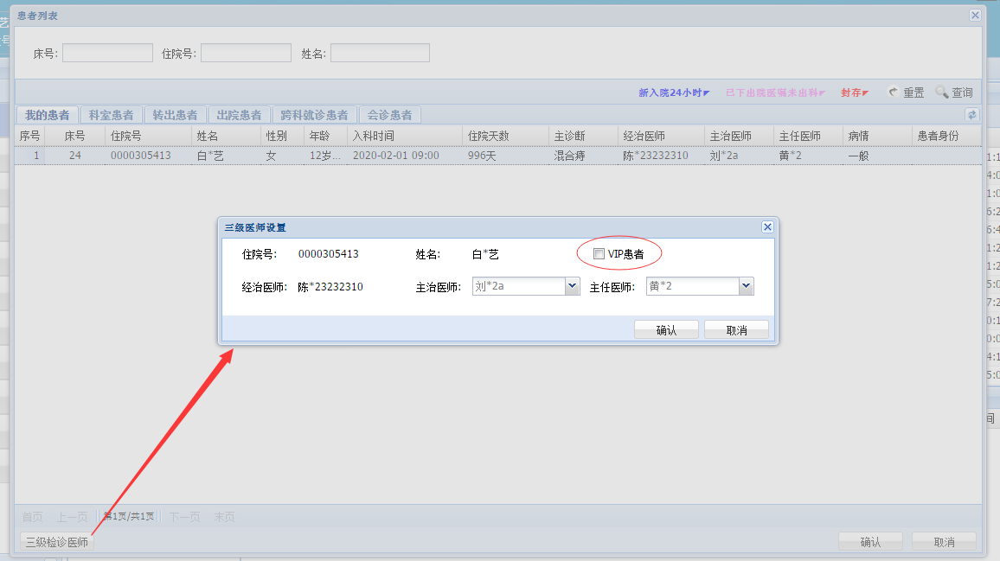 患者列表
床号: 住院号: 姓名:
新入院24小时 已下出院医嘱未出科 封存 重置 查询
我的患者 科室患者 转出患者 出院患者 跨科就诊患者 会诊患者
序号 床号 住院号 姓名 性别 年龄 入科时间 住院天数 主诊断 经治医师 主治医师 主任医师 病情 患者身份
1 24 0000305413 白*艺 女 12岁... 2020-02-01 09:00 996天 混合痔 陈*23232310 刘*2a 黄*2 一般
三级医师设置
住院号: 0000305413 姓名: 白*艺 VIP患者
经治医师: 陈*23232310 主治医师: 刘*2a 主任医师: 黄*2
确认 取消
首页 上一页 第1页/共1页 下一页 末页
三级检诊医师 确认 取消